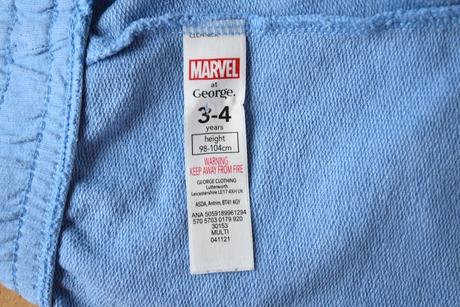 MARVEL
at
George.
3-4
years
height
98-104cm
WARNING
KEEP AWAY FROM FIRE
GEORGE CLOTHING
Lutterworth
Leicestershire LE17 4XH UK
ASDA, Antrim, BT41 4GY
ANA 5059189961294
570 5703 0179 920
30153
MULTI
041121